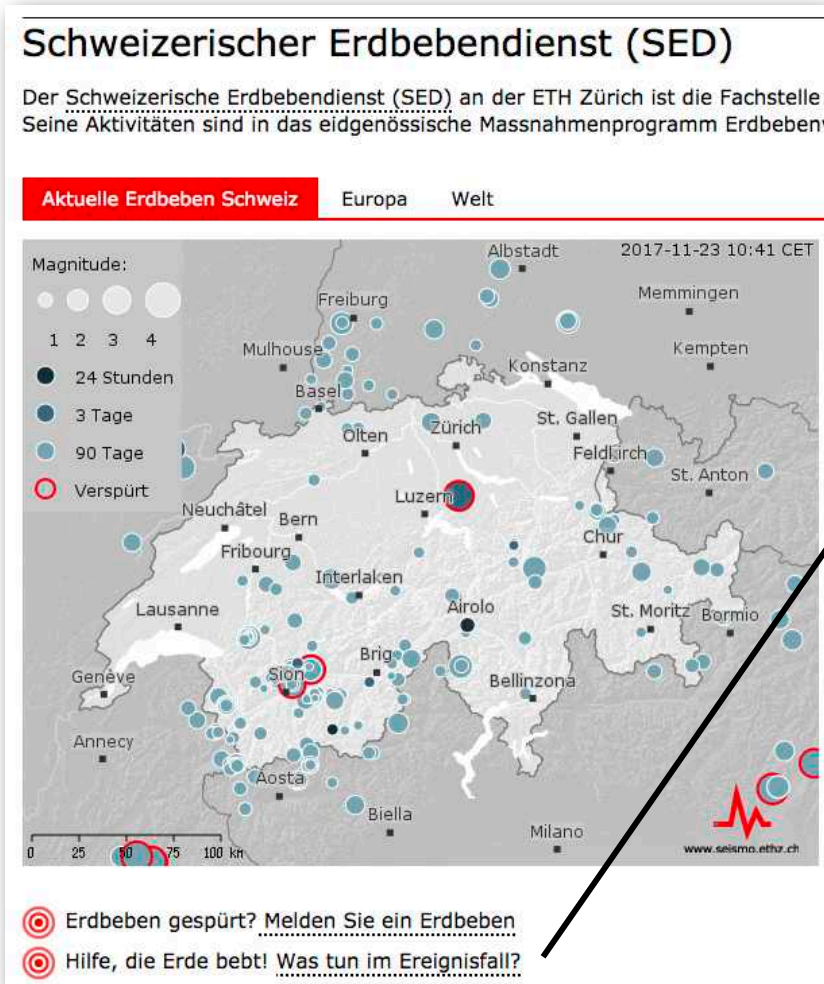 Schweizerischer Erdbebendienst (SED)
Der Schweizerische Erdbebendienst (SED) an der ETH Zürich ist die Fachstelle
Seine Aktivitäten sind in das eidgenössische Massnahmenprogramm Erdbeben
Aktuelle Erdbeben Schweiz Europa Welt
2017-11-23 10:41 CET
Magnitude:
1 2 3 4
24 Stunden
3 Tage
90 Tage
Verspürt
Albstadt
Memmingen
Freiburg
Mulhouse
Kempten
Konstanz
Basel
Olten
Zürich
St. Gallen
Feldkirch
St. Anton
Luzern
Neuchâtel
Bern
Chur
Fribourg
Interlaken
Lausanne
Airolo
St. Moritz
Bormio
Genève
Sion
Brig
Bellinzona
Annecy
Aosta
Biella
Milano
0 25 50 75 100 km
www.seismo.ethz.ch
Erdbeben gespürt? Melden Sie ein Erdbeben
Hilfe, die Erde bebt! Was tun im Ereignisfall?